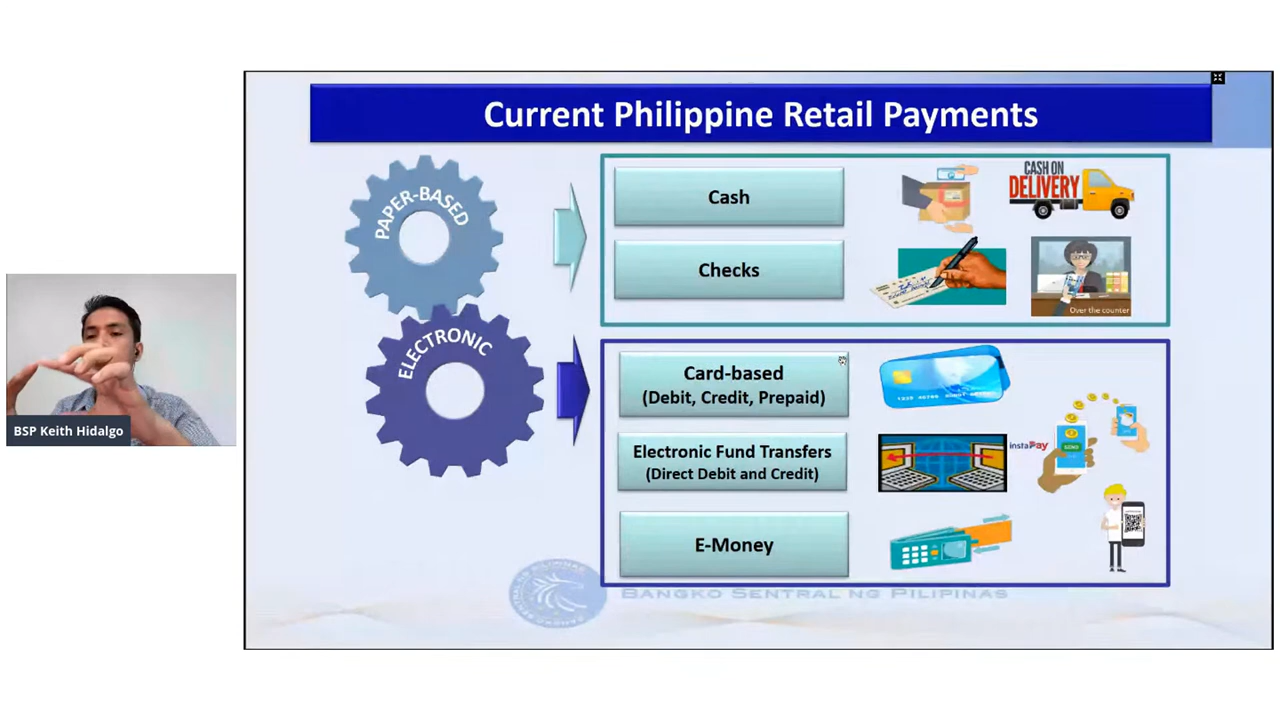 Current Philippine Retail Payments
PAPER-BASED
Cash
CASH ON
DELIVERY
Checks
Over the counter
ELECTRONIC
Card-based
(Debit, Credit, Prepaid)
Electronic Fund Transfers
(Direct Debit and Credit)
instaPay
SEND
E-Money
BANGKO SENTRAL NG PILIPINAS
BSP Keith Hidalgo